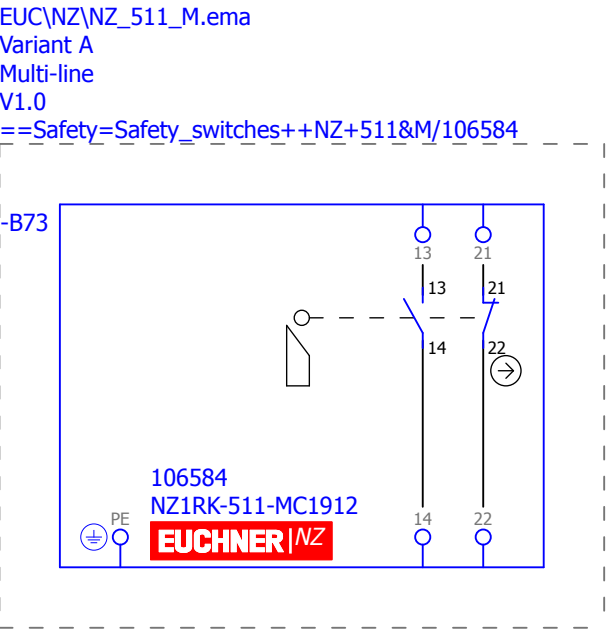 EUC\NZ\NZ_511_M.ema
Variant A
Multi-line
V1.0
==Safety=Safety_switches++NZ+511&M/106584
-B73
13 21
13 21
14 22
106584
NZ1RK-511-MC1912
PE 14 22
EUCHNER|NZ